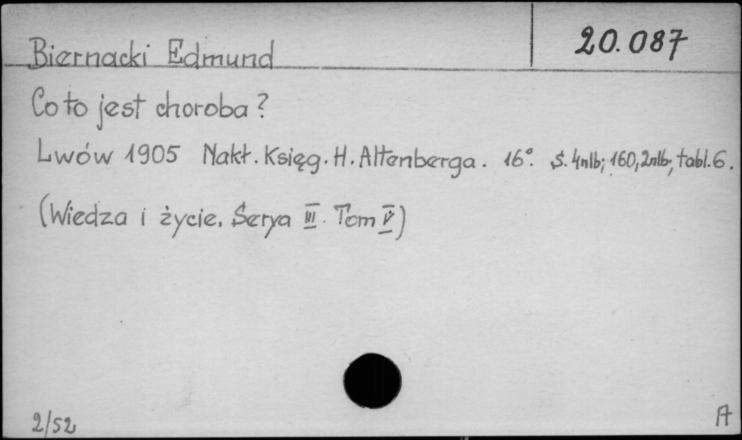 Biernacki Edmund
20.087
Co to jest choroba?
Lwów 1905 Nakł. Księg. H. Altenberga. 16°. S. 4nlb; 160, 2nlb, tabl. 6.
(Wiedza i życie. Serya III. Tom V)
2/52
A